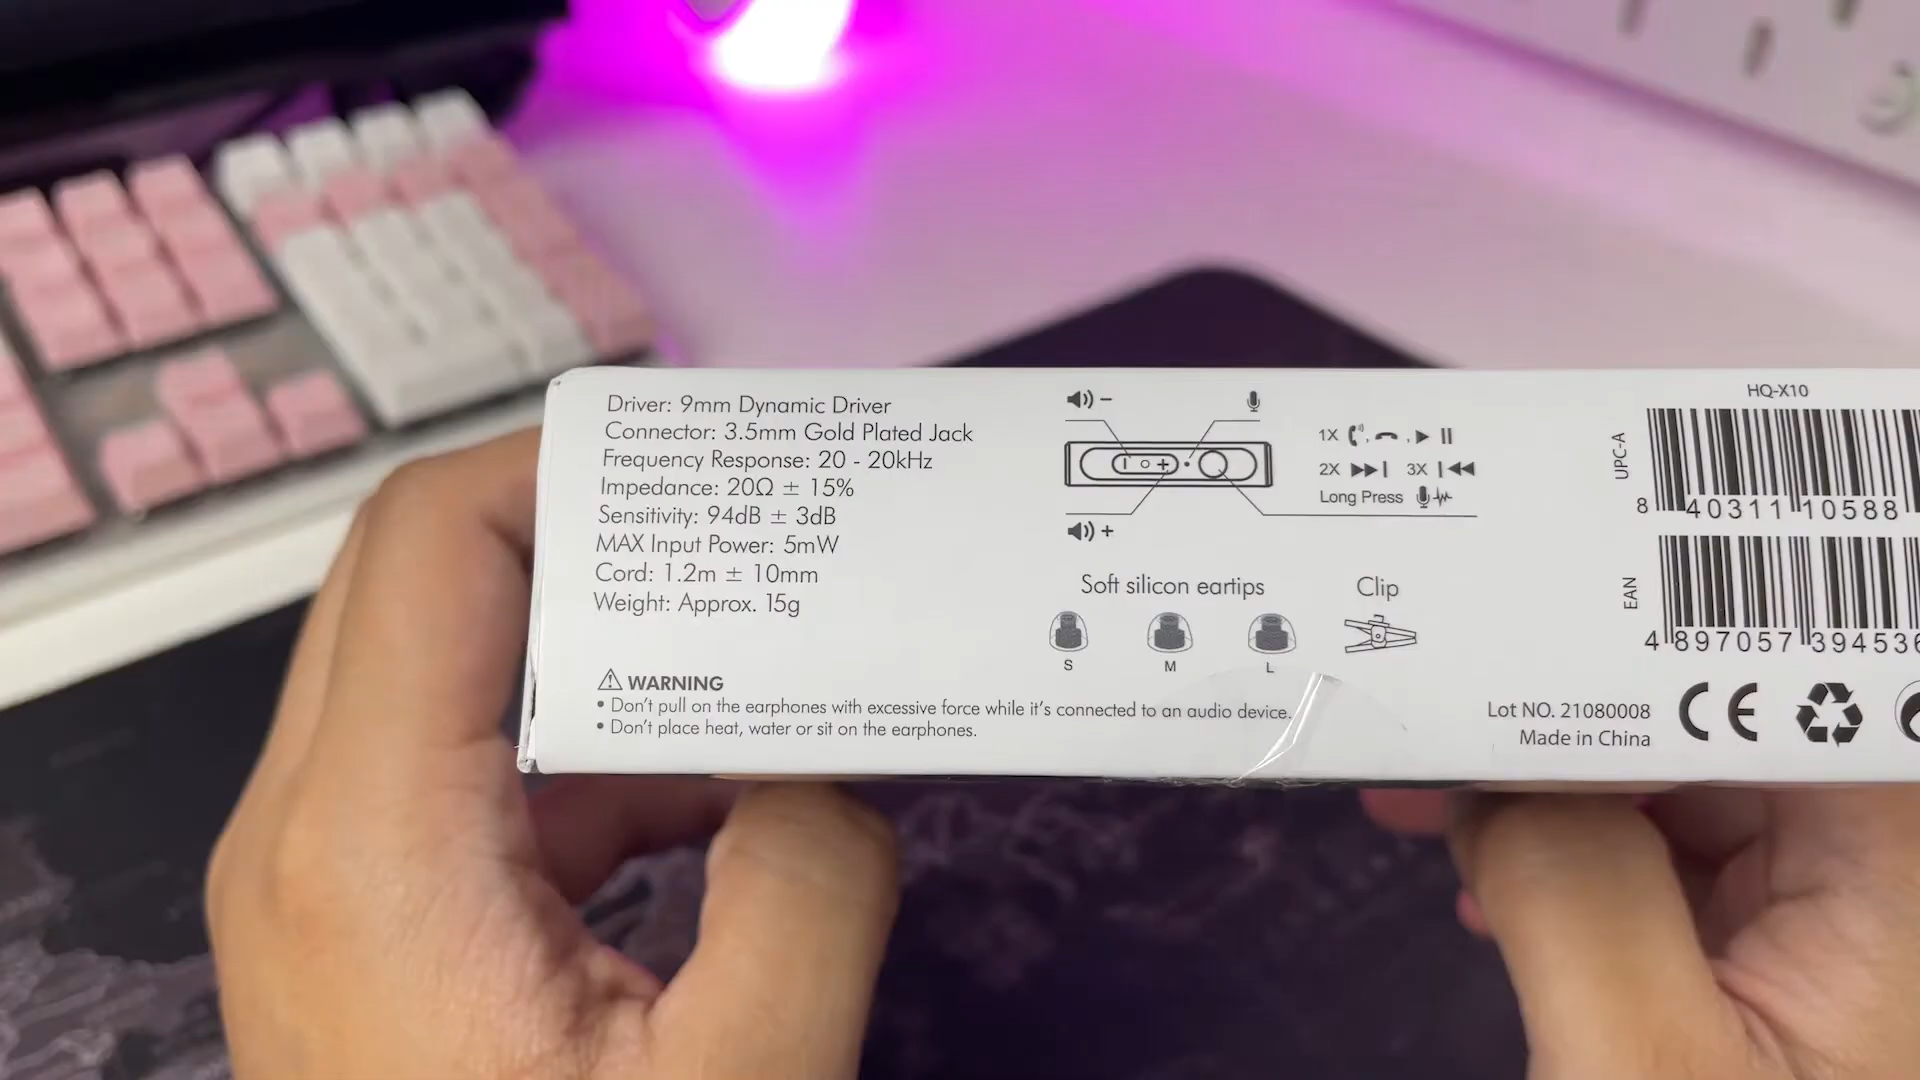 Driver: 9mm Dynamic Driver
Connector: 3.5mm Gold Plated Jack
Frequency Response: 20 - 20kHz
Impedance: 20Ω ± 15%
Sensitivity: 94dB ± 3dB
MAX Input Power: 5mW
Cord: 1.2m ± 10mm
Weight: Approx. 15g
WARNING
• Don't pull on the earphones with excessive force while it's connected to an audio device.
• Don't place heat, water or sit on the earphones.
1X
2X 3X
Long Press
Soft silicon eartips
S M L
Clip
HQ-X10
UPC-A
8 40311 10588
EAN
4 897057 394536
Lot NO. 21080008
Made in China
CE